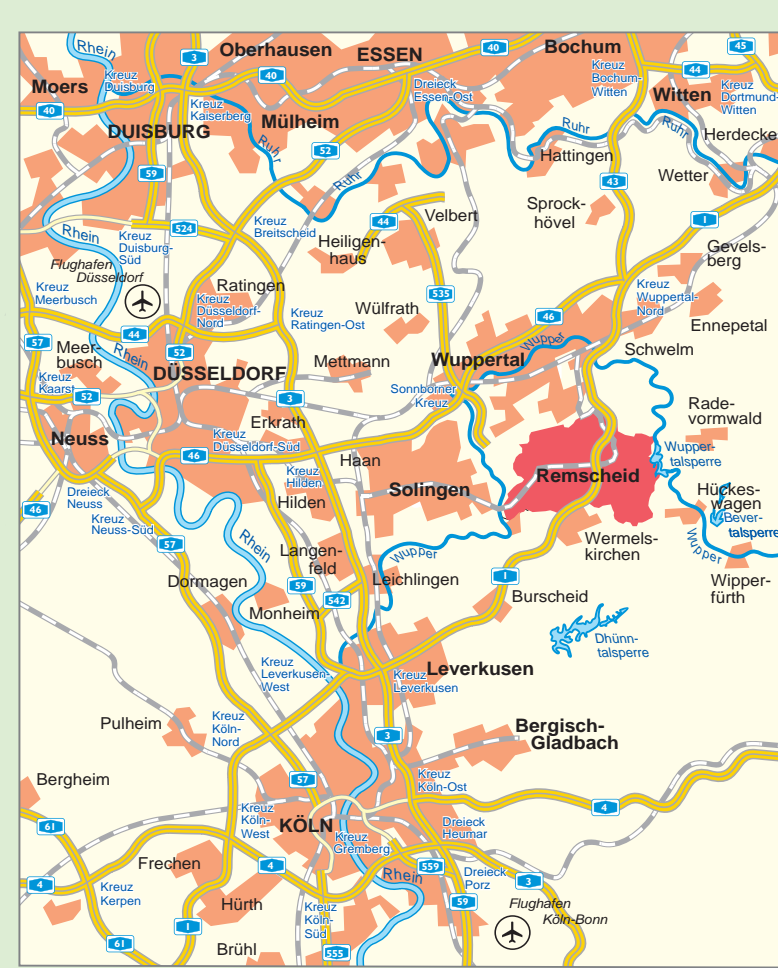 Rhein
3
Oberhausen
ESSEN
40
Bochum
45
Moers
Kreuz
Duisburg
40
Kreuz
Bochum-
Witten
44
Kreuz
Dortmund-
Witten
Dreieck
Essen-Ost
Witten
40
Kreuz
Kaiserberg
DUISBURG
Mülheim
Ruhr
Ruhr
Herdecke
52
Ruhr
Hattingen
59
Ruhr
43
Wetter
Sprock-
hövel
1
Rhein
524
Kreuz
Duisburg-
Süd
Kreuz
Breitscheid
44
Velbert
Heiligen-
haus
Gevels-
berg
Flughafen
Düsseldorf
Kreuz
Meerbusch
Ratingen
535
Kreuz
Wuppertal-
Nord
Kreuz
Düsseldorf-
Nord
Kreuz
Ratingen-Ost
Wülfrath
46
Ennepetal
44
57
Meer-
busch
Rhein
52
Wupper
Schwelm
Mettmann
Wuppertal
DÜSSELDORF
Kreuz
Kaarst
52
3
Sonnborner
Kreuz
Rade-
vormwald
Erkrath
Neuss
Kreuz
Düsseldorf-Süd
46
Haan
Wupper-
talsperre
Kreuz
Hilden
Solingen
Remscheid
Dreieck
Neuss
Hilden
Hückes-
wagen
46
Kreuz
Neuss-Süd
Bever-
talsperre
57
Rhein
Langen-
feld
Wupper
Wermels-
kirchen
Wupper
Dormagen
59
542
Leichlingen
1
Wipper-
fürth
Burscheid
Monheim
Dhünn-
talsperre
Kreuz
Leverkusen-
West
Kreuz
Leverkusen
Leverkusen
Pulheim
Kreuz
Köln-
Nord
3
Bergisch-
Gladbach
Bergheim
57
Kreuz
Köln-Ost
4
Kreuz
Köln-
West
KÖLN
61
Kreuz
Gremberg
Dreieck
Heumar
Frechen
4
559
4
Kreuz
Kerpen
Rhein
Dreieck
Porz
3
Hürth
59
Flughafen
Köln-Bonn
Kreuz
Köln-
Süd
1
61
Brühl
555